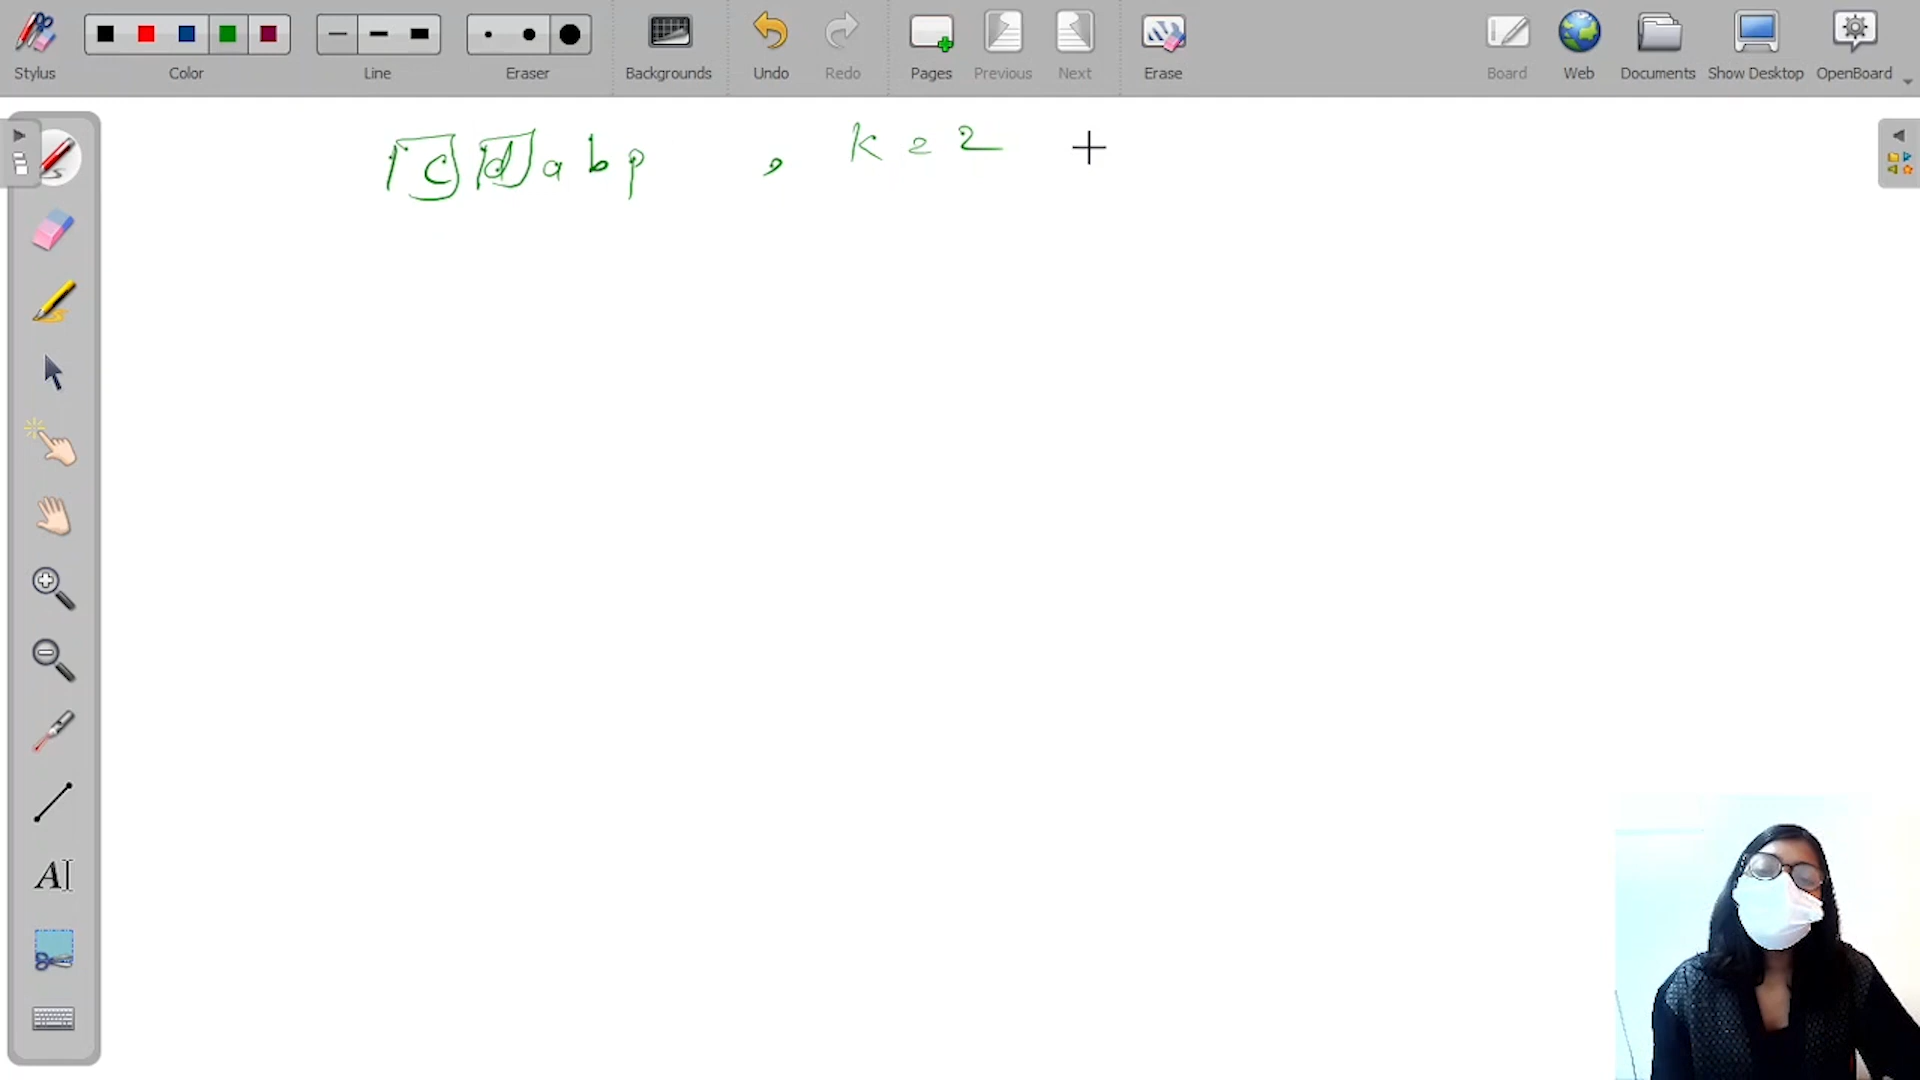 Stylus Color Line Eraser Backgrounds Undo Redo Pages Previous Next Erase Board Web Documents Show Desktop OpenBoard
c d a b p , k = 2
A